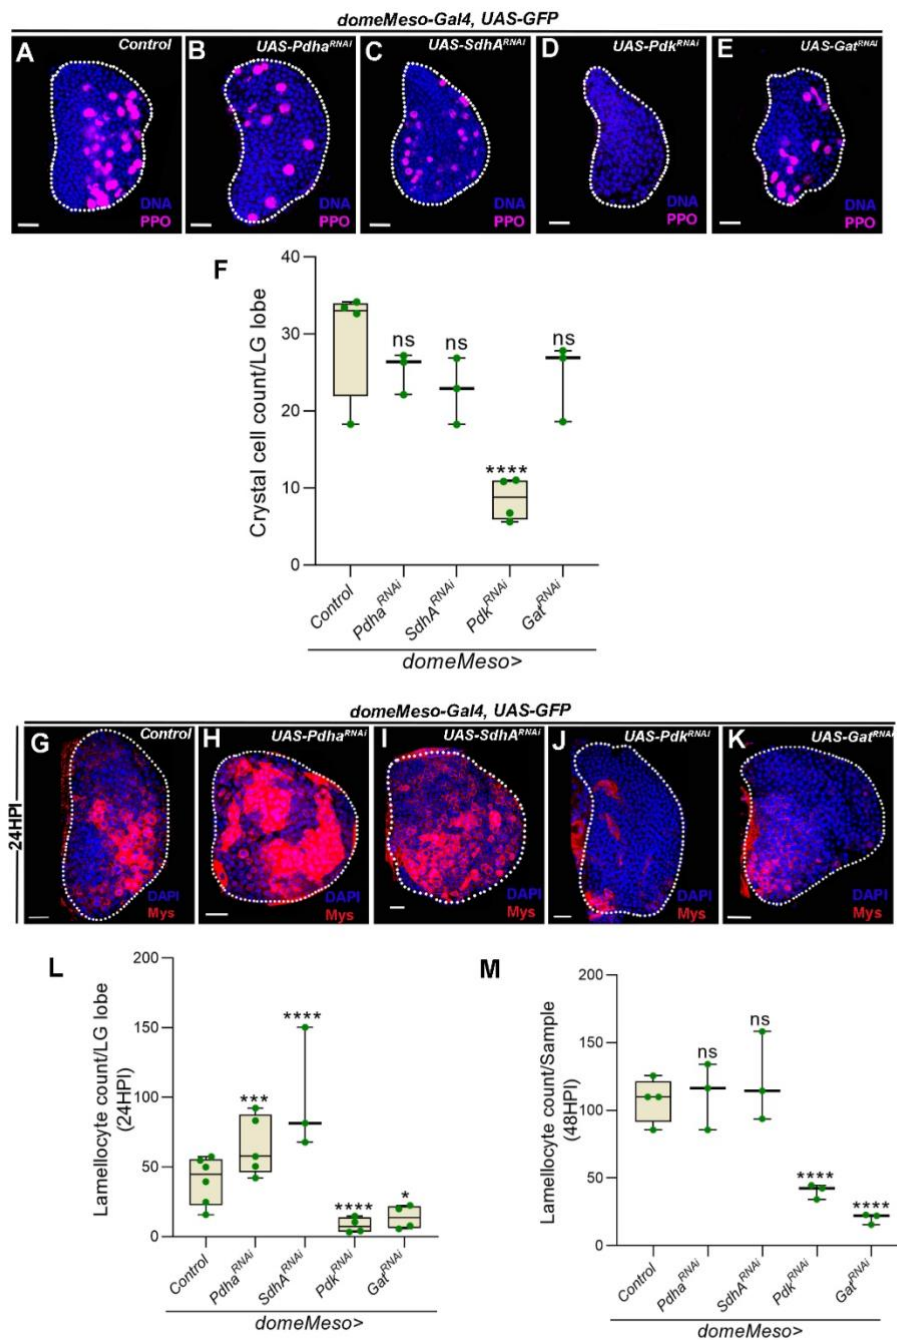 domeMeso-Gal4, UAS-GFP
A Control
B UAS-Pdha^RNAi
C UAS-SdhA^RNAi
D UAS-Pdk^RNAi
E UAS-Gat^RNAi
DNA PPO
DNA PPO
DNA PPO
DNA PPO
DNA PPO
F
Crystal cell count/LG lobe
40
30
20
10
0
ns
ns
****
ns
Control
Pdha^RNAi
SdhA^RNAi
Pdk^RNAi
Gat^RNAi
domeMeso>
domeMeso-Gal4, UAS-GFP
24HPI
G Control
H UAS-Pdha^RNAi
I UAS-SdhA^RNAi
J UAS-Pdk^RNAi
K UAS-Gat^RNAi
DAPI Mys
DAPI Mys
DAPI Mys
DAPI Mys
DAPI Mys
L
Lamellocyte count/LG lobe
(24HPI)
200
150
100
50
0
***
****
****
*
Control
Pdha^RNAi
SdhA^RNAi
Pdk^RNAi
Gat^RNAi
domeMeso>
M
Lamellocyte count/Sample
(48HPI)
200
150
100
50
0
ns
ns
****
****
Control
Pdha^RNAi
SdhA^RNAi
Pdk^RNAi
Gat^RNAi
domeMeso>